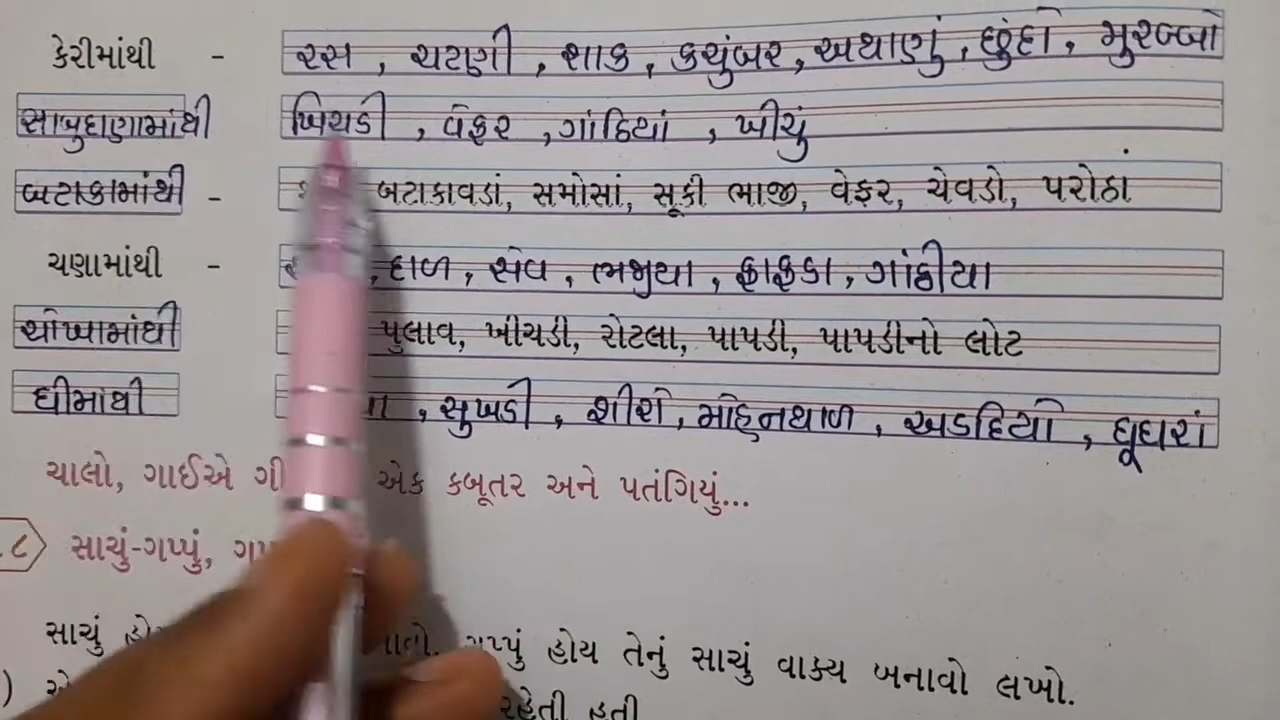 કેરીમાંથી - રસ , ચટણી , શાક , કચુંબર , અથાણું , છુંદો , મુરબ્બો
સાબુદાણામાંથી ખિચડી , વેફર , ગાંઠિયાં , ખીચું
બટાકામાંથી - બટાકાવડાં, સમોસાં, સૂકી ભાજી, વેફર, ચેવડો, પરોઠાં
ચણામાંથી - , દાળ , સેવ , ભજીયા , ફાફડા , ગાંઠીયા
ચોખામાંથી પુલાવ, ખીચડી, રોટલા, પાપડી, પાપડીનો લોટ
ઘીમાંથી , સુખડી , શીરો , મોહનથાળ , અડદિયો , ઘૂઘરાં
ચાલો, ગાઈએ એક કબૂતર અને પતંગિયું...
૮ સાચું-ગપ્પું,
સાચું હોય તેનું સાચું વાક્ય બનાવો લખો.
રહેતી હતી